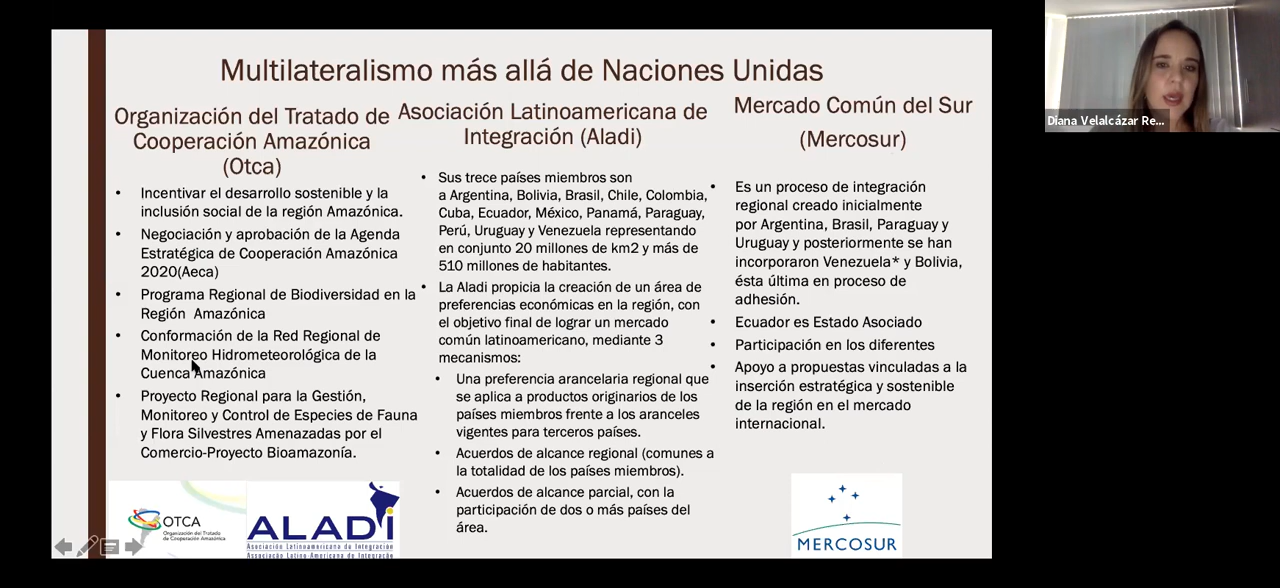 Multilateralismo más allá de Naciones Unidas
Organización del Tratado de
Cooperación Amazónica
(Otca)
• Incentivar el desarrollo sostenible y la
inclusión social de la región Amazónica.
• Negociación y aprobación de la Agenda
Estratégica de Cooperación Amazónica
2020(Aeca)
• Programa Regional de Biodiversidad en la
Región Amazónica
• Conformación de la Red Regional de
Monitoreo Hidrometeorológica de la
Cuenca Amazónica
• Proyecto Regional para la Gestión,
Monitoreo y Control de Especies de Fauna
y Flora Silvestres Amenazadas por el
Comercio-Proyecto Bioamazonía.
OTCA
Organización del Tratado
de Cooperación Amazónica
Asociación Latinoamericana de
Integración (Aladi)
• Sus trece países miembros son
a Argentina, Bolivia, Brasil, Chile, Colombia,
Cuba, Ecuador, México, Panamá, Paraguay,
Perú, Uruguay y Venezuela representando
en conjunto 20 millones de km2 y más de
510 millones de habitantes.
• La Aladi propicia la creación de un área de
preferencias económicas en la región, con
el objetivo final de lograr un mercado
común latinoamericano, mediante 3
mecanismos:
• Una preferencia arancelaria regional que
se aplica a productos originarios de los
países miembros frente a los aranceles
vigentes para terceros países.
• Acuerdos de alcance regional (comunes a
la totalidad de los países miembros).
• Acuerdos de alcance parcial, con la
participación de dos o más países del
área.
ALADI
Asociación Latinoamericana de Integración
Associação Latino-Americana de Integração
Mercado Común del Sur
(Mercosur)
• Es un proceso de integración
regional creado inicialmente
por Argentina, Brasil, Paraguay y
Uruguay y posteriormente se han
incorporaron Venezuela* y Bolivia,
ésta última en proceso de
adhesión.
• Ecuador es Estado Asociado
• Participación en los diferentes
• Apoyo a propuestas vinculadas a la
inserción estratégica y sostenible
de la región en el mercado
internacional.
MERCOSUR
Diana Velalcázar Re...